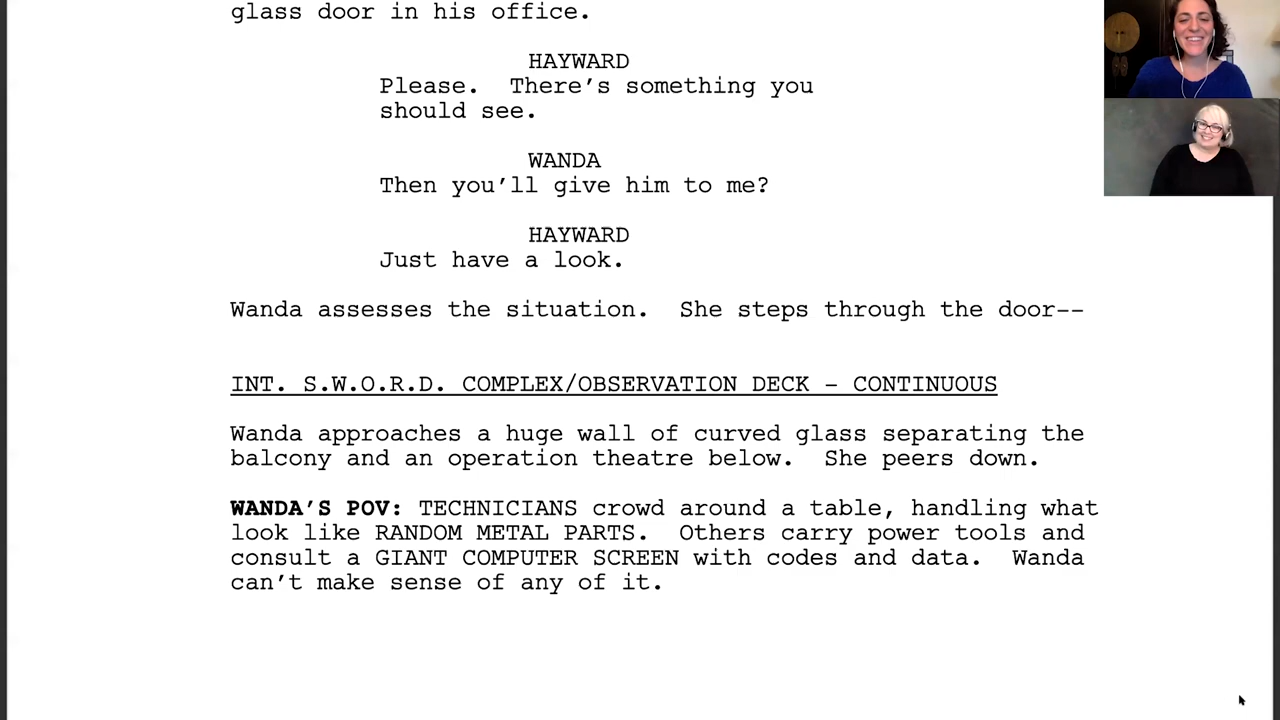 glass door in his office.
HAYWARD
Please.  There's something you
should see.
WANDA
Then you'll give him to me?
HAYWARD
Just have a look.
Wanda assesses the situation.  She steps through the door--
INT. S.W.O.R.D. COMPLEX/OBSERVATION DECK – CONTINUOUS
Wanda approaches a huge wall of curved glass separating the
balcony and an operation theatre below.  She peers down.
WANDA'S POV: TECHNICIANS crowd around a table, handling what
look like RANDOM METAL PARTS.  Others carry power tools and
consult a GIANT COMPUTER SCREEN with codes and data.  Wanda
can't make sense of any of it.